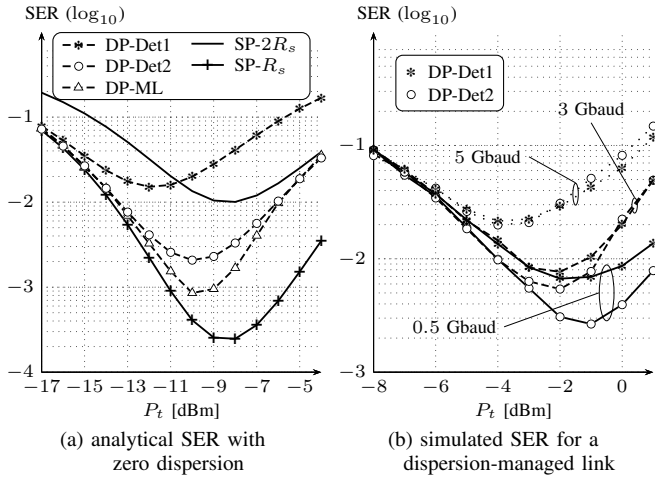 SER (log10)
DP-Det1
DP-Det2
DP-ML
SP-2Rs
SP-Rs
−1
−2
−3
−4
−17 −15 −13 −11 −9 −7 −5
Pt [dBm]
(a) analytical SER with
zero dispersion
SER (log10)
DP-Det1
DP-Det2
3 Gbaud
5 Gbaud
0.5 Gbaud
−1
−2
−3
−8 −6 −4 −2 0
Pt [dBm]
(b) simulated SER for a
dispersion-managed link